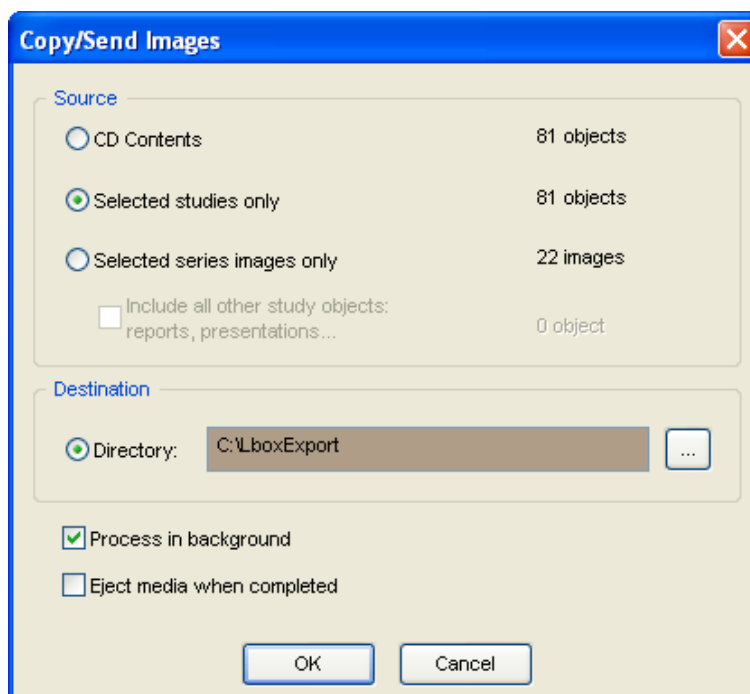 Copy/Send Images
Source
CD Contents 81 objects
Selected studies only 81 objects
Selected series images only 22 images
Include all other study objects:
reports, presentations... 0 object
Destination
Directory: C:\LboxExport ...
Process in background
Eject media when completed
OK Cancel